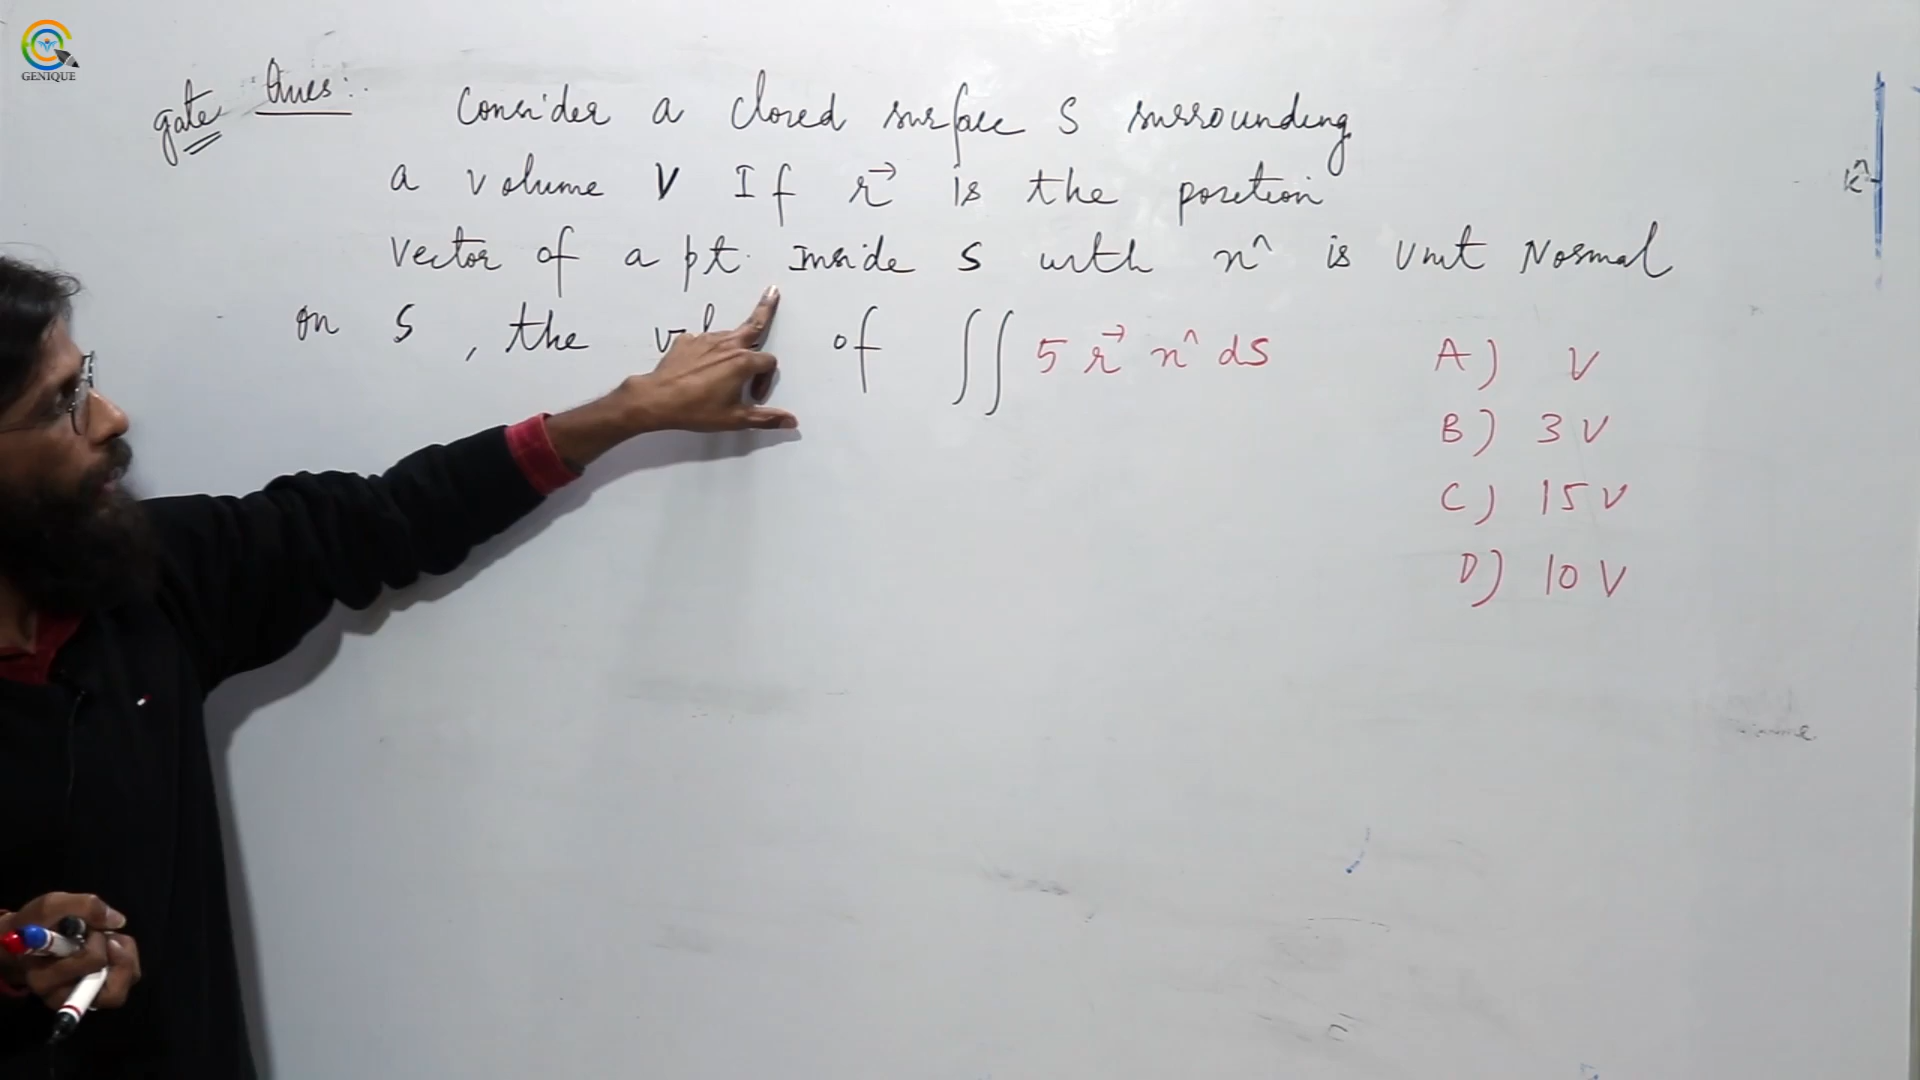 GENIQUE
gate Ques:.
Consider a closed surface S surrounding
a volume V If r⃗ is the position
vector of a pt. Inside S with n^ is Unit Normal
on S, the of ∬ 5 r⃗ n^ dS
A) V
B) 3V
C) 15V
D) 10V
k^